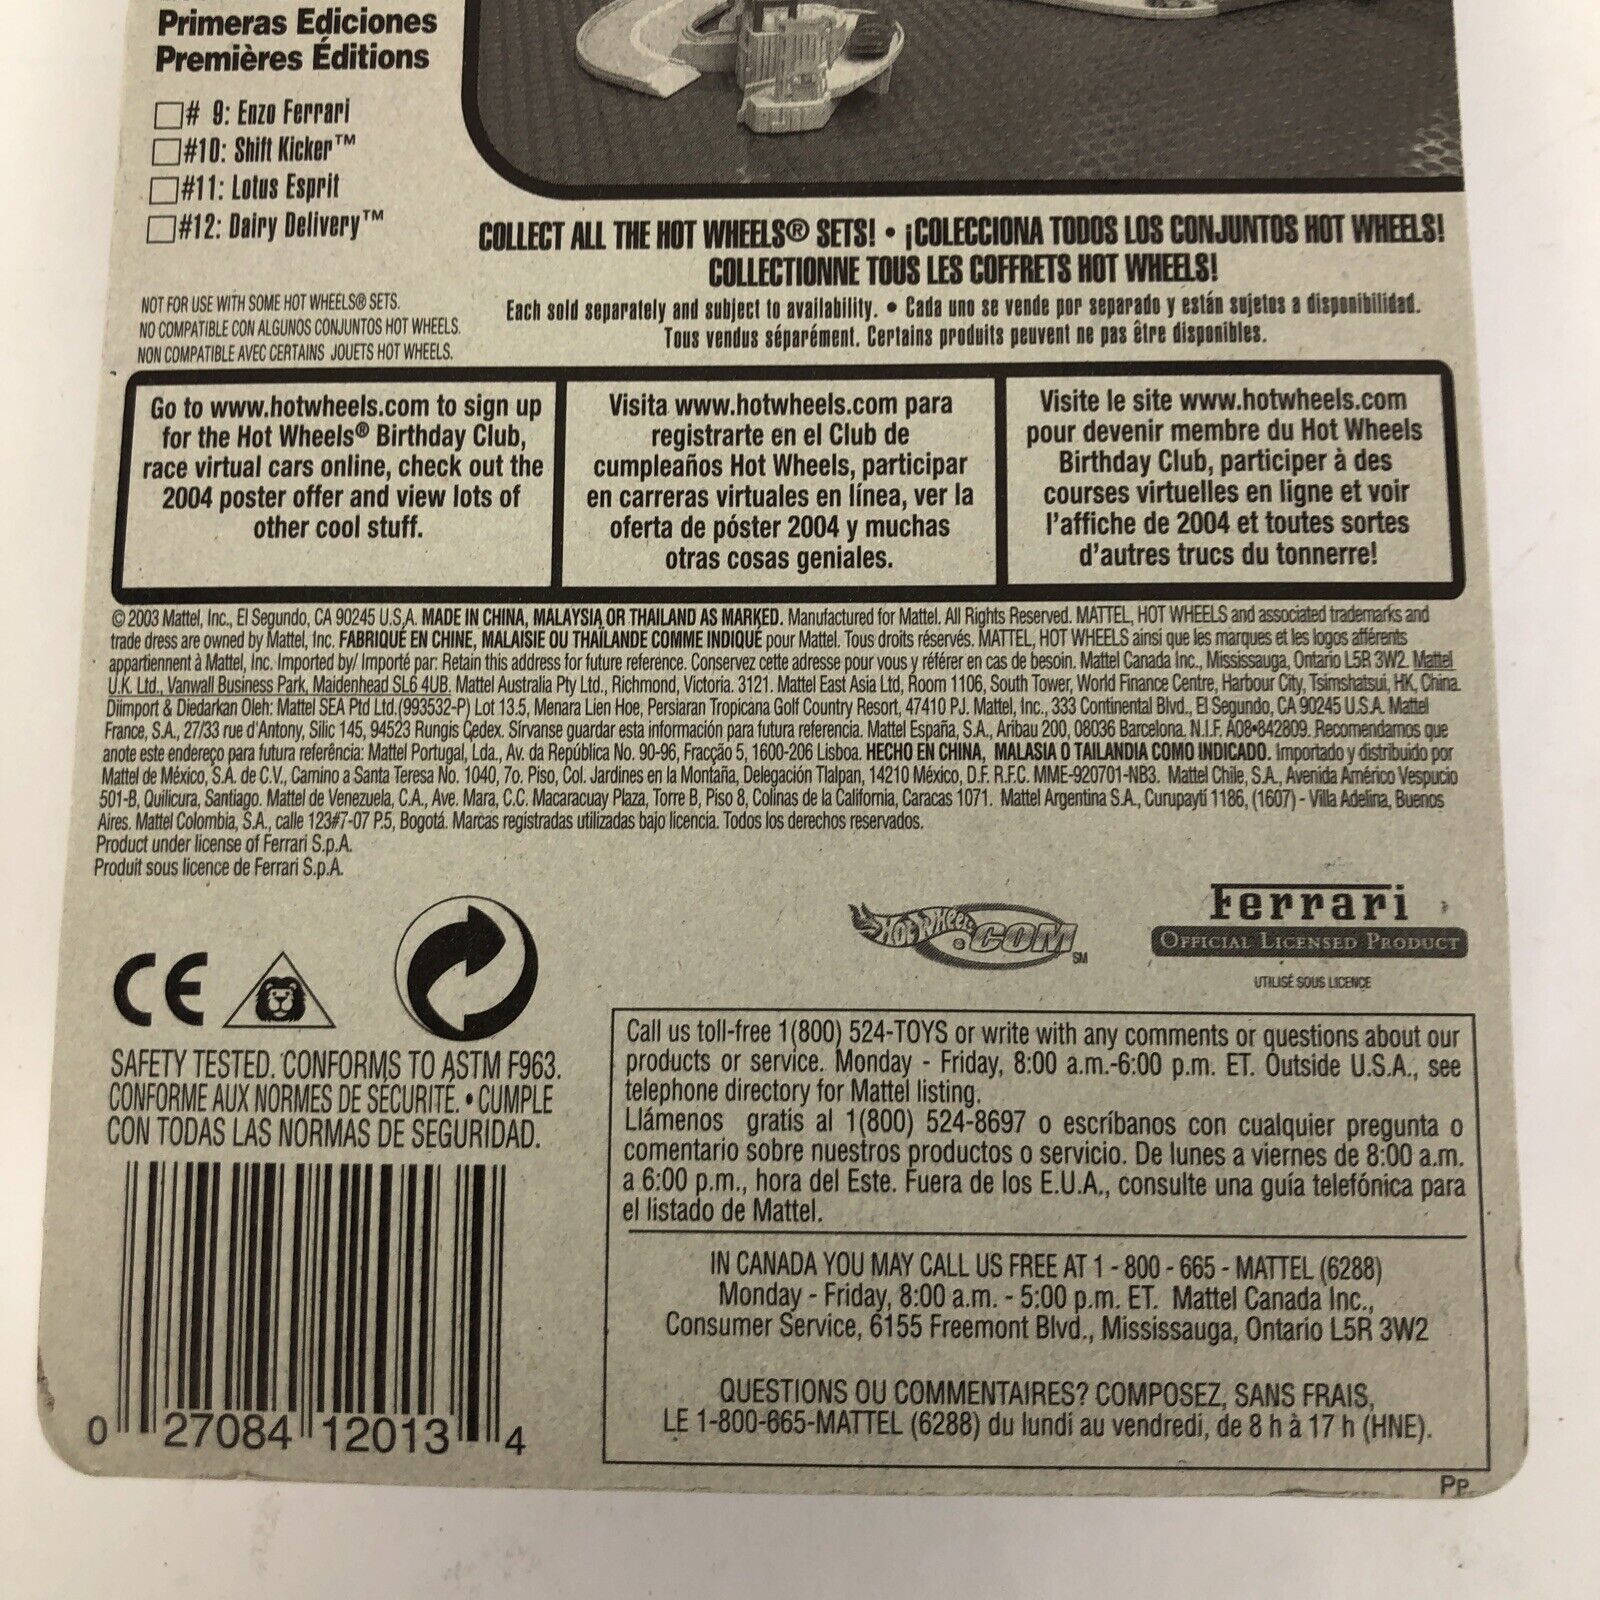 Primeras Ediciones
Premières Éditions
# 9: Enzo Ferrari
#10: Shift Kicker™
#11: Lotus Esprit
#12: Dairy Delivery™
NOT FOR USE WITH SOME HOT WHEELS® SETS.
NO COMPATIBLE CON ALGUNOS CONJUNTOS HOT WHEELS.
NON COMPATIBLE AVEC CERTAINS JOUETS HOT WHEELS.
COLLECT ALL THE HOT WHEELS® SETS! • ¡COLECCIONA TODOS LOS CONJUNTOS HOT WHEELS!
COLLECTIONNE TOUS LES COFFRETS HOT WHEELS!
Each sold separately and subject to availability. • Cada uno se vende por separado y están sujetos a disponibilidad.
Tous vendus séparément. Certains produits peuvent ne pas être disponibles.
Go to www.hotwheels.com to sign up
for the Hot Wheels® Birthday Club,
race virtual cars online, check out the
2004 poster offer and view lots of
other cool stuff.
Visita www.hotwheels.com para
registrarte en el Club de
cumpleaños Hot Wheels, participar
en carreras virtuales en línea, ver la
oferta de póster 2004 y muchas
otras cosas geniales.
Visite le site www.hotwheels.com
pour devenir membre du Hot Wheels
Birthday Club, participer à des
courses virtuelles en ligne et voir
l'affiche de 2004 et toutes sortes
d'autres trucs du tonnerre!
© 2003 Mattel, Inc., El Segundo, CA 90245 U.S.A. MADE IN CHINA, MALAYSIA OR THAILAND AS MARKED. Manufactured for Mattel. All Rights Reserved. MATTEL, HOT WHEELS and associated trademarks and
trade dress are owned by Mattel, Inc. FABRIQUÉ EN CHINE, MALAISIE OU THAÏLANDE COMME INDIQUÉ pour Mattel. Tous droits réservés. MATTEL, HOT WHEELS ainsi que les marques et les logos afférents
appartiennent à Mattel, Inc. Imported by/ Importé par: Retain this address for future reference. Conservez cette adresse pour vous y référer en cas de besoin. Mattel Canada Inc., Mississauga, Ontario L5R 3W2. Mattel
U.K. Ltd., Vanwall Business Park, Maidenhead SL6 4UB. Mattel Australia Pty Ltd., Richmond, Victoria. 3121. Mattel East Asia Ltd, Room 1106, South Tower, World Finance Centre, Harbour City, Tsimshatsui, HK, China.
Diimport & Diedarkan Oleh: Mattel SEA Ptd Ltd.(993532-P) Lot 13.5, Menara Lien Hoe, Persiaran Tropicana Golf Country Resort, 47410 PJ. Mattel, Inc., 333 Continental Blvd., El Segundo, CA 90245 U.S.A. Mattel
France, S.A., 27/33 rue d'Antony, Silic 145, 94523 Rungis Cedex. Sírvanse guardar esta información para futura referencia. Mattel España, S.A., Aribau 200, 08036 Barcelona. N.I.F. A08•842809. Recomendamos que
anote este endereço para futura referência: Mattel Portugal, Lda., Av. da República No. 90-96, Fracção 5, 1600-206 Lisboa. HECHO EN CHINA, MALASIA O TAILANDIA COMO INDICADO. Importado y distribuido por
Mattel de México, S.A. de C.V., Camino a Santa Teresa No. 1040, 7o. Piso, Col. Jardines en la Montaña, Delegación Tlalpan, 14210 México, D.F. R.F.C. MME-920701-NB3. Mattel Chile, S.A., Avenida Américo Vespucio
501-B, Quilicura, Santiago. Mattel de Venezuela, C.A., Ave. Mara, C.C. Macaracuay Plaza, Torre B, Piso 8, Colinas de la California, Caracas 1071. Mattel Argentina S.A., Curupaytí 1186, (1607) - Villa Adelina, Buenos
Aires. Mattel Colombia, S.A., calle 123#7-07 P.5, Bogotá. Marcas registradas utilizadas bajo licencia. Todos los derechos reservados.
Product under license of Ferrari S.p.A.
Produit sous licence de Ferrari S.p.A.
CE
HOT WHEELS .COM SM
Ferrari
OFFICIAL LICENSED PRODUCT
UTILISÉ SOUS LICENCE
SAFETY TESTED. CONFORMS TO ASTM F963.
CONFORME AUX NORMES DE SÉCURITÉ. • CUMPLE
CON TODAS LAS NORMAS DE SEGURIDAD.
0 27084 12013 4
Call us toll-free 1(800) 524-TOYS or write with any comments or questions about our
products or service. Monday - Friday, 8:00 a.m.-6:00 p.m. ET. Outside U.S.A., see
telephone directory for Mattel listing.
Llámenos gratis al 1(800) 524-8697 o escríbanos con cualquier pregunta o
comentario sobre nuestros productos o servicio. De lunes a viernes de 8:00 a.m.
a 6:00 p.m., hora del Este. Fuera de los E.U.A., consulte una guía telefónica para
el listado de Mattel.
IN CANADA YOU MAY CALL US FREE AT 1 - 800 - 665 - MATTEL (6288)
Monday - Friday, 8:00 a.m. - 5:00 p.m. ET. Mattel Canada Inc.,
Consumer Service, 6155 Freemont Blvd., Mississauga, Ontario L5R 3W2
QUESTIONS OU COMMENTAIRES? COMPOSEZ, SANS FRAIS,
LE 1-800-665-MATTEL (6288) du lundi au vendredi, de 8 h à 17 h (HNE).
PP